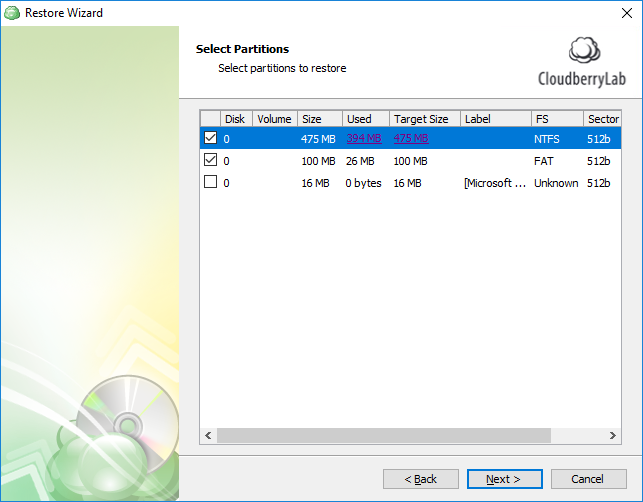 Restore Wizard
Select Partitions
Select partitions to restore
CloudberryLab
Disk Volume Size Used Target Size Label FS Sector
0 475 MB 394 MB 475 MB NTFS 512b
0 100 MB 26 MB 100 MB FAT 512b
0 16 MB 0 bytes 16 MB [Microsoft ... Unknown 512b
< Back Next > Cancel